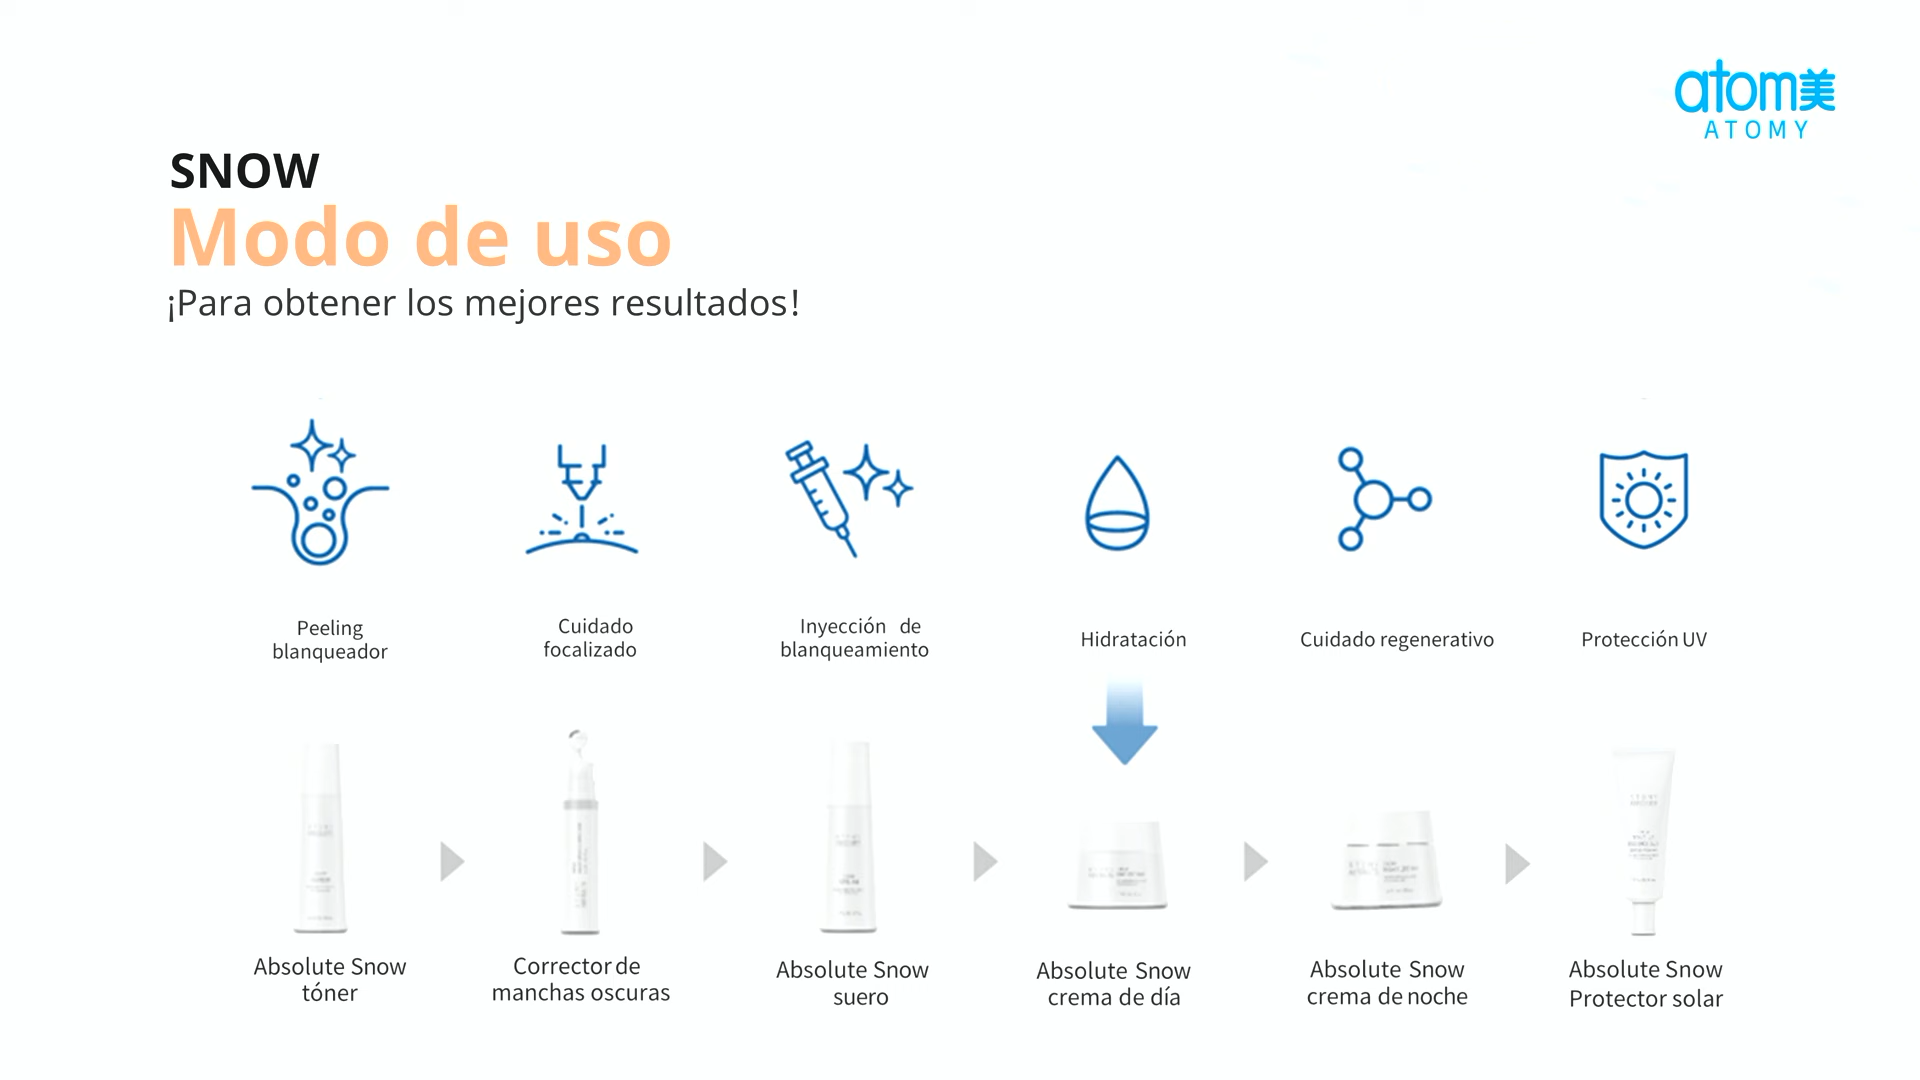 atom美
ATOMY
SNOW
Modo de uso
¡Para obtener los mejores resultados!
Peeling
blanqueador
Cuidado
focalizado
Inyección de
blanqueamiento
Hidratación
Cuidado regenerativo
Protección UV
Absolute Snow
tóner
Corrector de
manchas oscuras
Absolute Snow
suero
Absolute Snow
crema de día
Absolute Snow
crema de noche
Absolute Snow
Protector solar